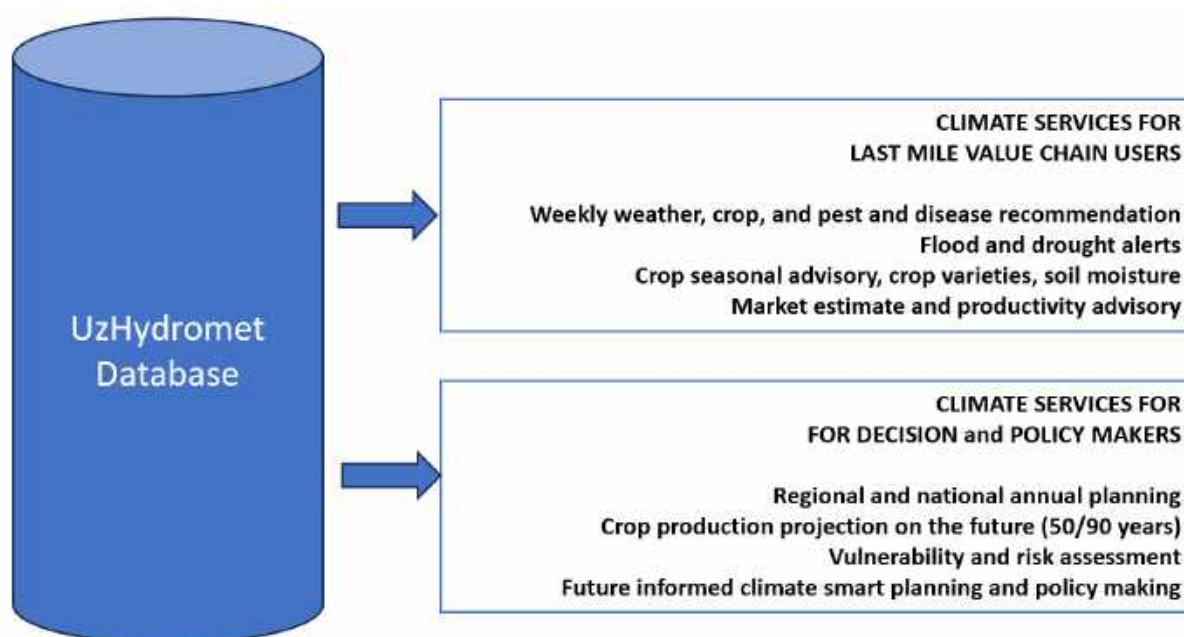 UzHydromet
Database
CLIMATE SERVICES FOR
LAST MILE VALUE CHAIN USERS
Weekly weather, crop, and pest and disease recommendation
Flood and drought alerts
Crop seasonal advisory, crop varieties, soil moisture
Market estimate and productivity advisory
CLIMATE SERVICES FOR
FOR DECISION and POLICY MAKERS
Regional and national annual planning
Crop production projection on the future (50/90 years)
Vulnerability and risk assessment
Future informed climate smart planning and policy making